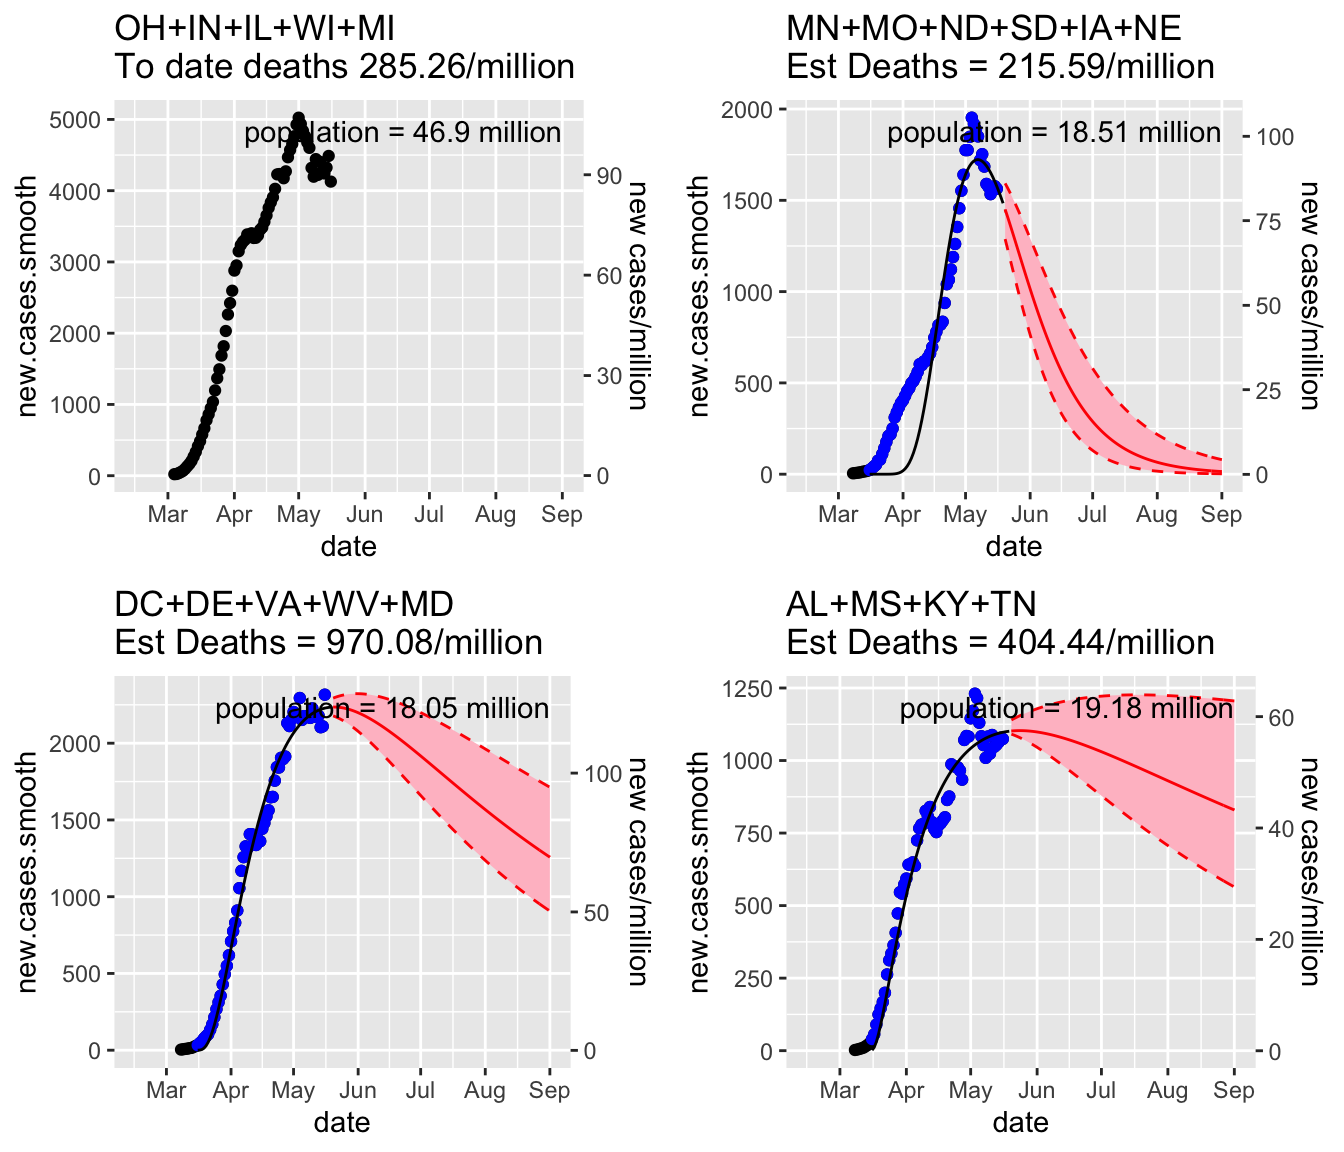 OH+IN+IL+WI+MI
To date deaths 285.26/million
population = 46.9 million
5000
4000
3000
2000
1000
0
90
60
30
0
new.cases.smooth
new cases/million
Mar Apr May Jun Jul Aug Sep
date
MN+MO+ND+SD+IA+NE
Est Deaths = 215.59/million
population = 18.51 million
2000
1500
1000
500
0
100
75
50
25
0
new.cases.smooth
new cases/million
Mar Apr May Jun Jul Aug Sep
date
DC+DE+VA+WV+MD
Est Deaths = 970.08/million
population = 18.05 million
2000
1500
1000
500
0
100
50
0
new.cases.smooth
new cases/million
Mar Apr May Jun Jul Aug Sep
date
AL+MS+KY+TN
Est Deaths = 404.44/million
population = 19.18 million
1250
1000
750
500
250
0
60
40
20
0
new.cases.smooth
new cases/million
Mar Apr May Jun Jul Aug Sep
date